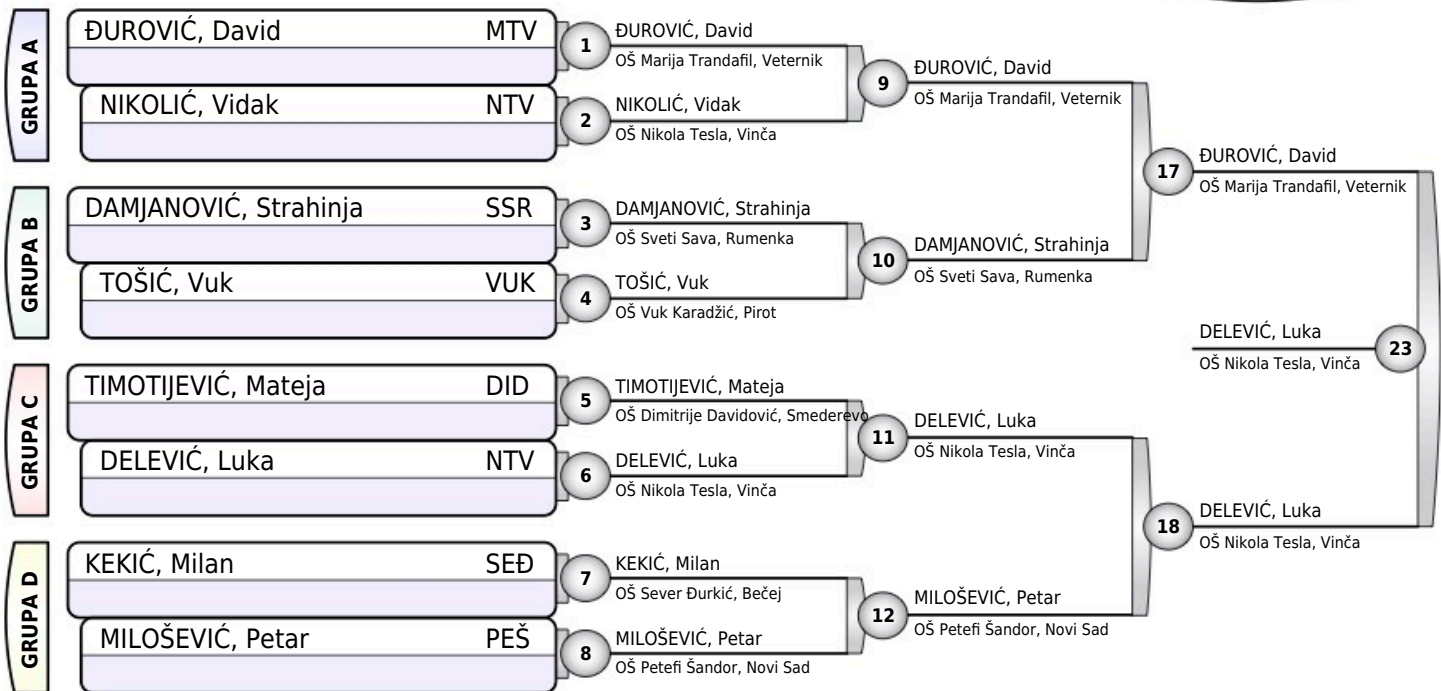 GRUPA A
ĐUROVIĆ, David MTV
NIKOLIĆ, Vidak NTV
GRUPA B
DAMJANOVIĆ, Strahinja SSR
TOŠIĆ, Vuk VUK
GRUPA C
TIMOTIJEVIĆ, Mateja DID
DELEVIĆ, Luka NTV
GRUPA D
KEKIĆ, Milan SEĐ
MILOŠEVIĆ, Petar PEŠ
1
ĐUROVIĆ, David
OŠ Marija Trandafil, Veternik
2
NIKOLIĆ, Vidak
OŠ Nikola Tesla, Vinča
3
DAMJANOVIĆ, Strahinja
OŠ Sveti Sava, Rumenka
4
TOŠIĆ, Vuk
OŠ Vuk Karadžić, Pirot
5
TIMOTIJEVIĆ, Mateja
OŠ Dimitrije Davidović, Smederevo
6
DELEVIĆ, Luka
OŠ Nikola Tesla, Vinča
7
KEKIĆ, Milan
OŠ Sever Đurkić, Bečej
8
MILOŠEVIĆ, Petar
OŠ Petefi Šandor, Novi Sad
9
ĐUROVIĆ, David
OŠ Marija Trandafil, Veternik
10
DAMJANOVIĆ, Strahinja
OŠ Sveti Sava, Rumenka
11
DELEVIĆ, Luka
OŠ Nikola Tesla, Vinča
12
MILOŠEVIĆ, Petar
OŠ Petefi Šandor, Novi Sad
17
ĐUROVIĆ, David
OŠ Marija Trandafil, Veternik
18
DELEVIĆ, Luka
OŠ Nikola Tesla, Vinča
DELEVIĆ, Luka
OŠ Nikola Tesla, Vinča
23